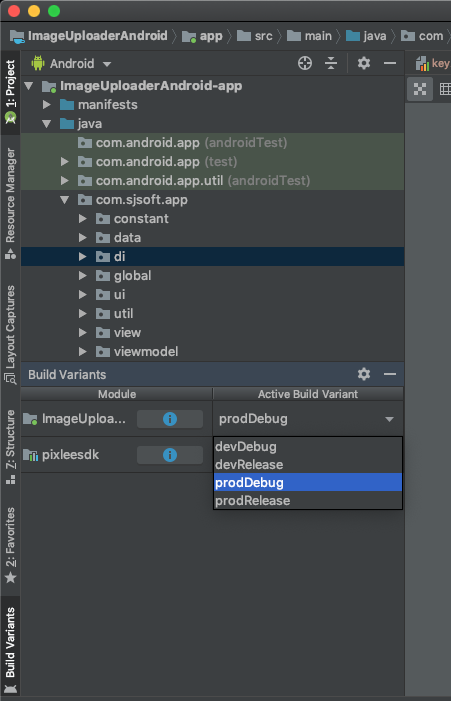 ImageUploaderAndroid app src main java com
1: Project
Resource Manager
Layout Captures
Z: Structure
2: Favorites
Build Variants
Android
key
ImageUploaderAndroid-app
manifests
java
com.android.app (androidTest)
com.android.app (test)
com.android.app.util (androidTest)
com.sjsoft.app
constant
data
di
global
ui
util
view
viewmodel
Build Variants
Module Active Build Variant
ImageUploa... prodDebug
pixleesdk
devDebug
devRelease
prodDebug
prodRelease